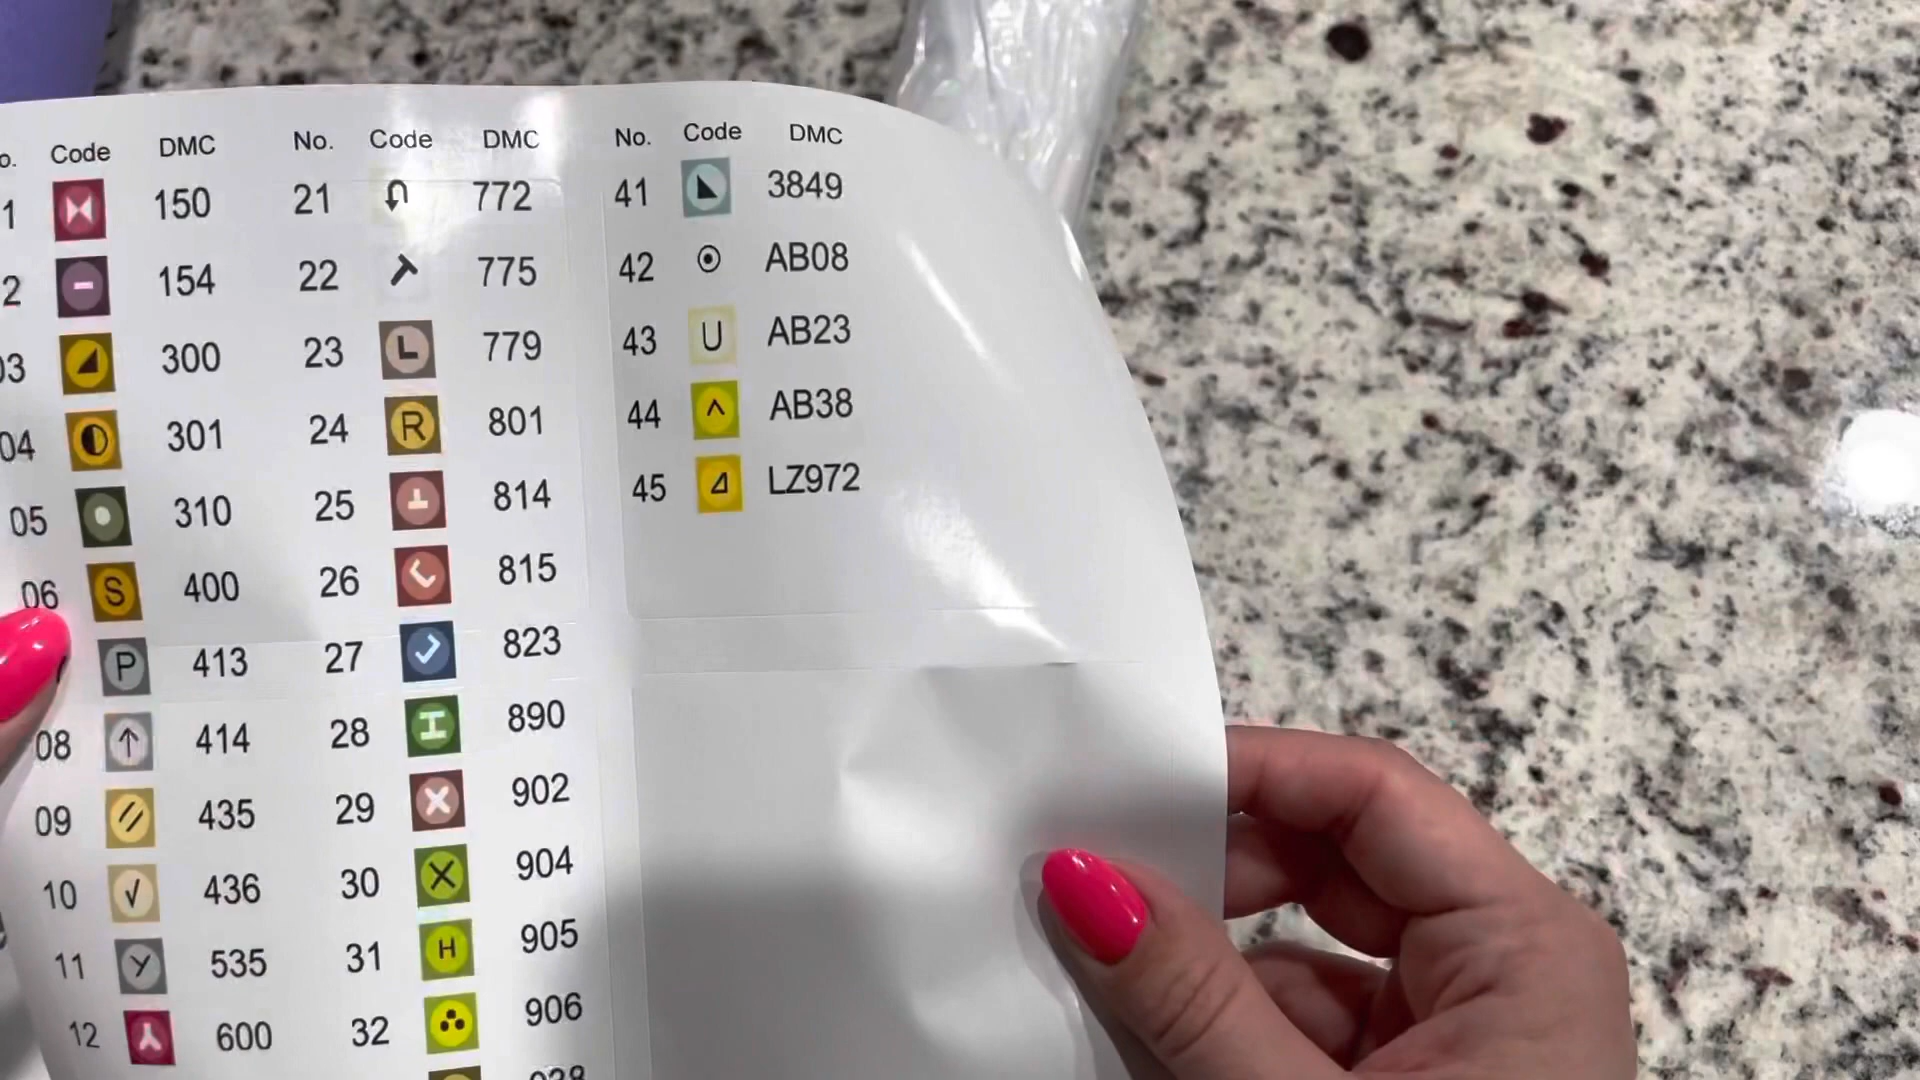 o. Code DMC No. Code DMC No. Code DMC
1 150 21 772 41 3849
2 154 22 775 42 AB08
03 300 23 L 779 43 U AB23
04 301 24 R 801 44 AB38
05 310 25 814 45 LZ972
06 S 400 26 815
P 413 27 823
08 414 28 890
09 435 29 902
10 436 30 904
11 Y 535 31 H 905
12 600 32 906